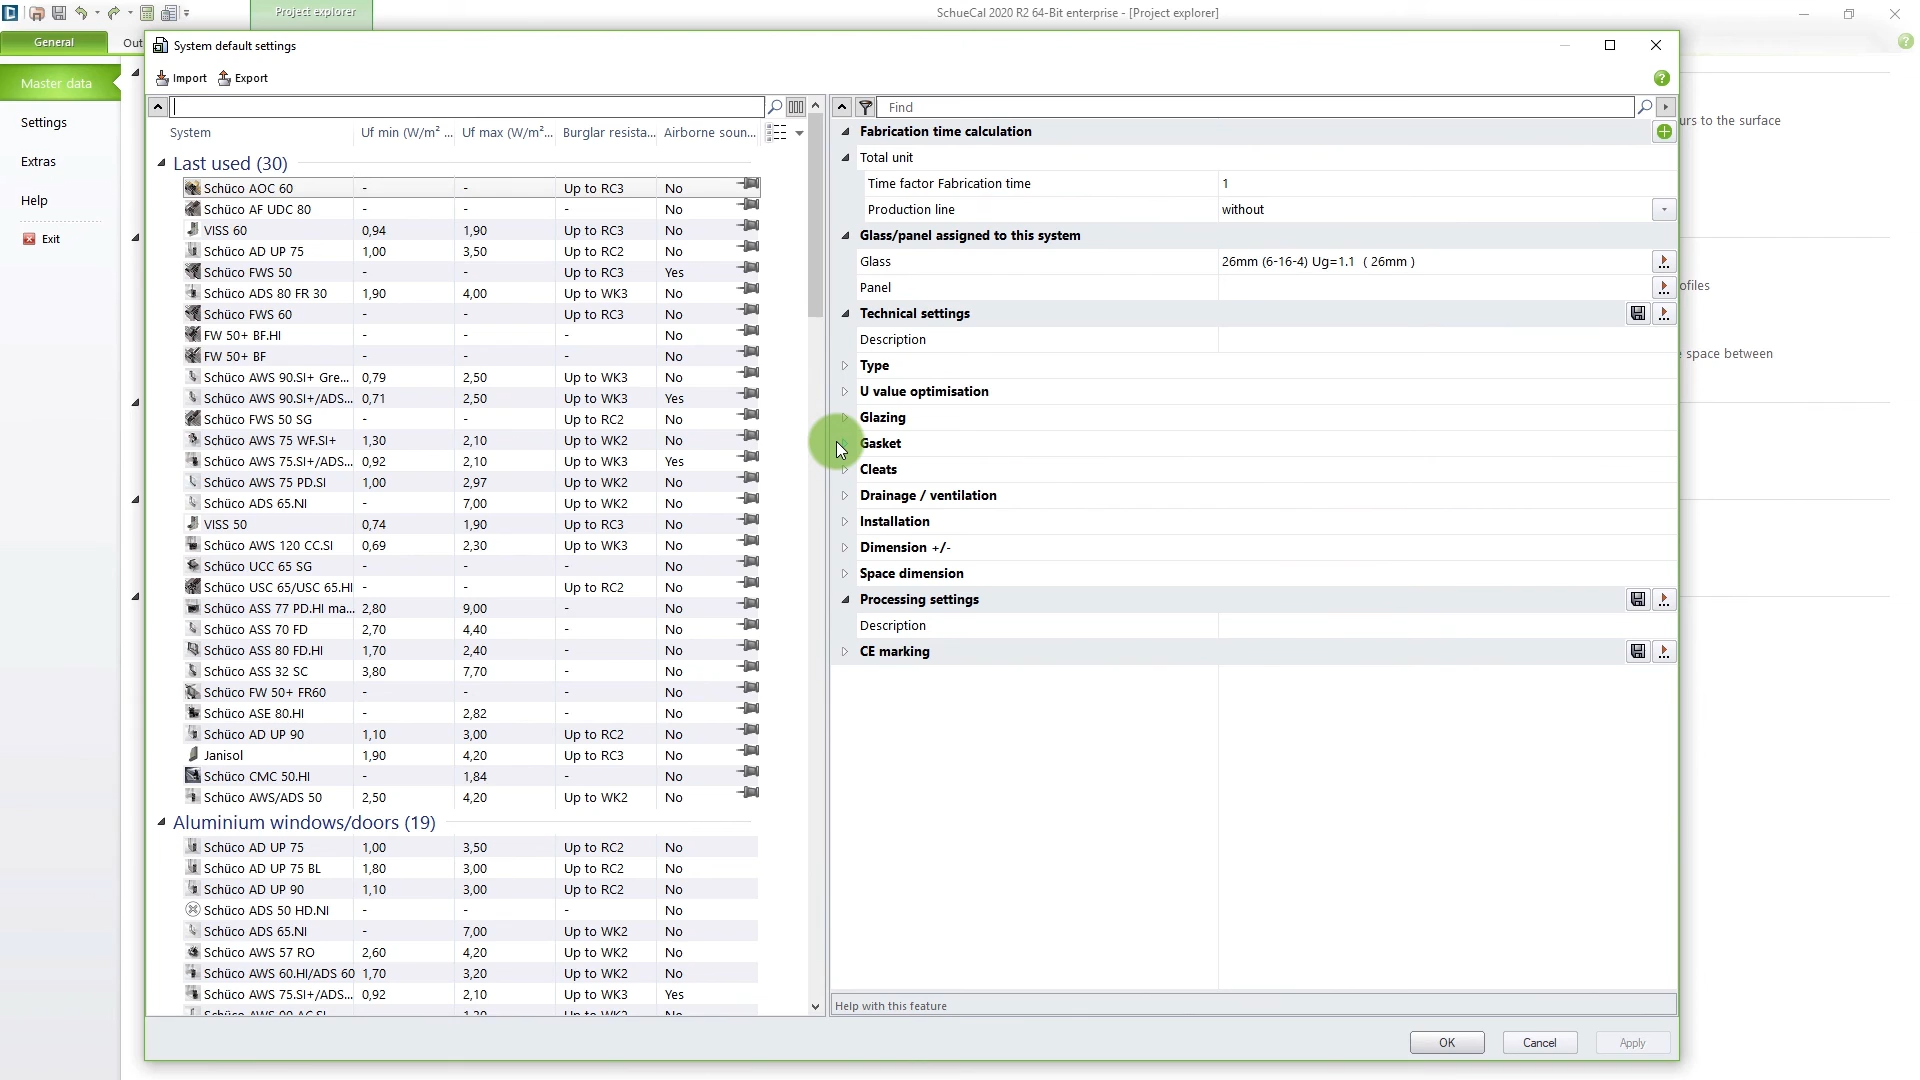 Project explorer
SchueCal 2020 R2 64-Bit enterprise - [Project explorer]
General
Out
Master data
Settings
Extras
Help
Exit
System default settings
Import
Export
System
Uf min (W/m² ...
Uf max (W/m²...
Burglar resista...
Airborne soun...
Last used (30)
Schüco AOC 60 - - Up to RC3 No
Schüco AF UDC 80 - - - No
VISS 60 0,94 1,90 Up to RC3 No
Schüco AD UP 75 1,00 3,50 Up to RC2 No
Schüco FWS 50 - - Up to RC3 Yes
Schüco ADS 80 FR 30 1,90 4,00 Up to WK3 No
Schüco FWS 60 - - Up to RC3 No
FW 50+ BF.HI - - - No
FW 50+ BF - - - No
Schüco AWS 90.SI+ Gre... 0,79 2,50 Up to WK3 No
Schüco AWS 90.SI+/ADS... 0,71 2,50 Up to WK3 Yes
Schüco FWS 50 SG - - Up to RC2 No
Schüco AWS 75 WF.SI+ 1,30 2,10 Up to WK2 No
Schüco AWS 75.SI+/ADS... 0,92 2,10 Up to WK3 Yes
Schüco AWS 75 PD.SI 1,00 2,97 Up to WK2 No
Schüco ADS 65.NI - 7,00 Up to WK2 No
VISS 50 0,74 1,90 Up to RC3 No
Schüco AWS 120 CC.SI 0,69 2,30 Up to WK3 No
Schüco UCC 65 SG - - - No
Schüco USC 65/USC 65.HI - - Up to RC2 No
Schüco ASS 77 PD.HI ma... 2,80 9,00 - No
Schüco ASS 70 FD 2,70 4,40 - No
Schüco ASS 80 FD.HI 1,70 2,40 - No
Schüco ASS 32 SC 3,80 7,70 - No
Schüco FW 50+ FR60 - - - No
Schüco ASE 80.HI - 2,82 - No
Schüco AD UP 90 1,10 3,00 Up to RC2 No
Janisol 1,90 4,20 Up to RC3 No
Schüco CMC 50.HI - 1,84 - No
Schüco AWS/ADS 50 2,50 4,20 Up to WK2 No
Aluminium windows/doors (19)
Schüco AD UP 75 1,00 3,50 Up to RC2 No
Schüco AD UP 75 BL 1,80 3,00 Up to RC2 No
Schüco AD UP 90 1,10 3,00 Up to RC2 No
Schüco ADS 50 HD.NI - - - No
Schüco ADS 65.NI - 7,00 Up to WK2 No
Schüco AWS 57 RO 2,60 4,20 Up to WK2 No
Schüco AWS 60.HI/ADS 60 1,70 3,20 Up to WK2 No
Schüco AWS 75.SI+/ADS... 0,92 2,10 Up to WK3 Yes
Find
Fabrication time calculation
Total unit
Time factor Fabrication time 1
Production line without
Glass/panel assigned to this system
Glass 26mm (6-16-4) Ug=1.1 ( 26mm )
Panel
Technical settings
Description
Type
U value optimisation
Glazing
Gasket
Cleats
Drainage / ventilation
Installation
Dimension +/-
Space dimension
Processing settings
Description
CE marking
Help with this feature
OK
Cancel
Apply
urs to the surface
ofiles
space between